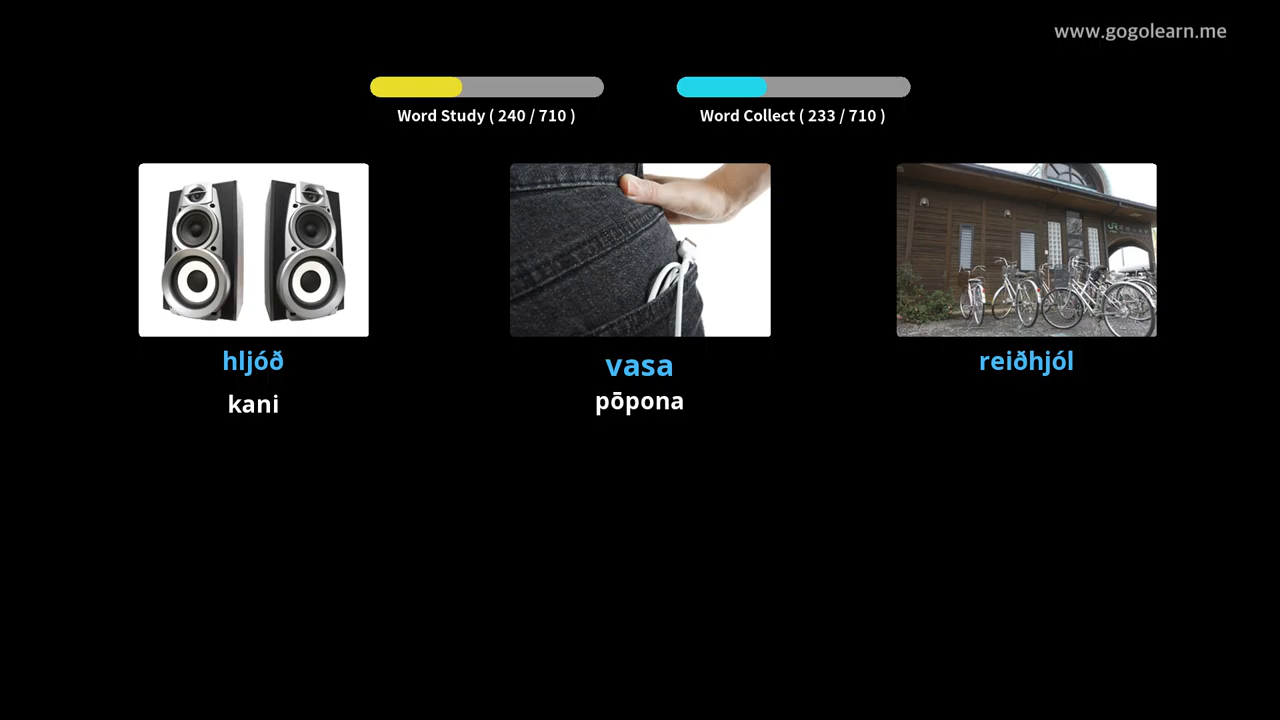 www.gogolearn.me
Word Study ( 240 / 710 )
Word Collect ( 233 / 710 )
hljóð
vasa
reiðhjól
kani
pōpona